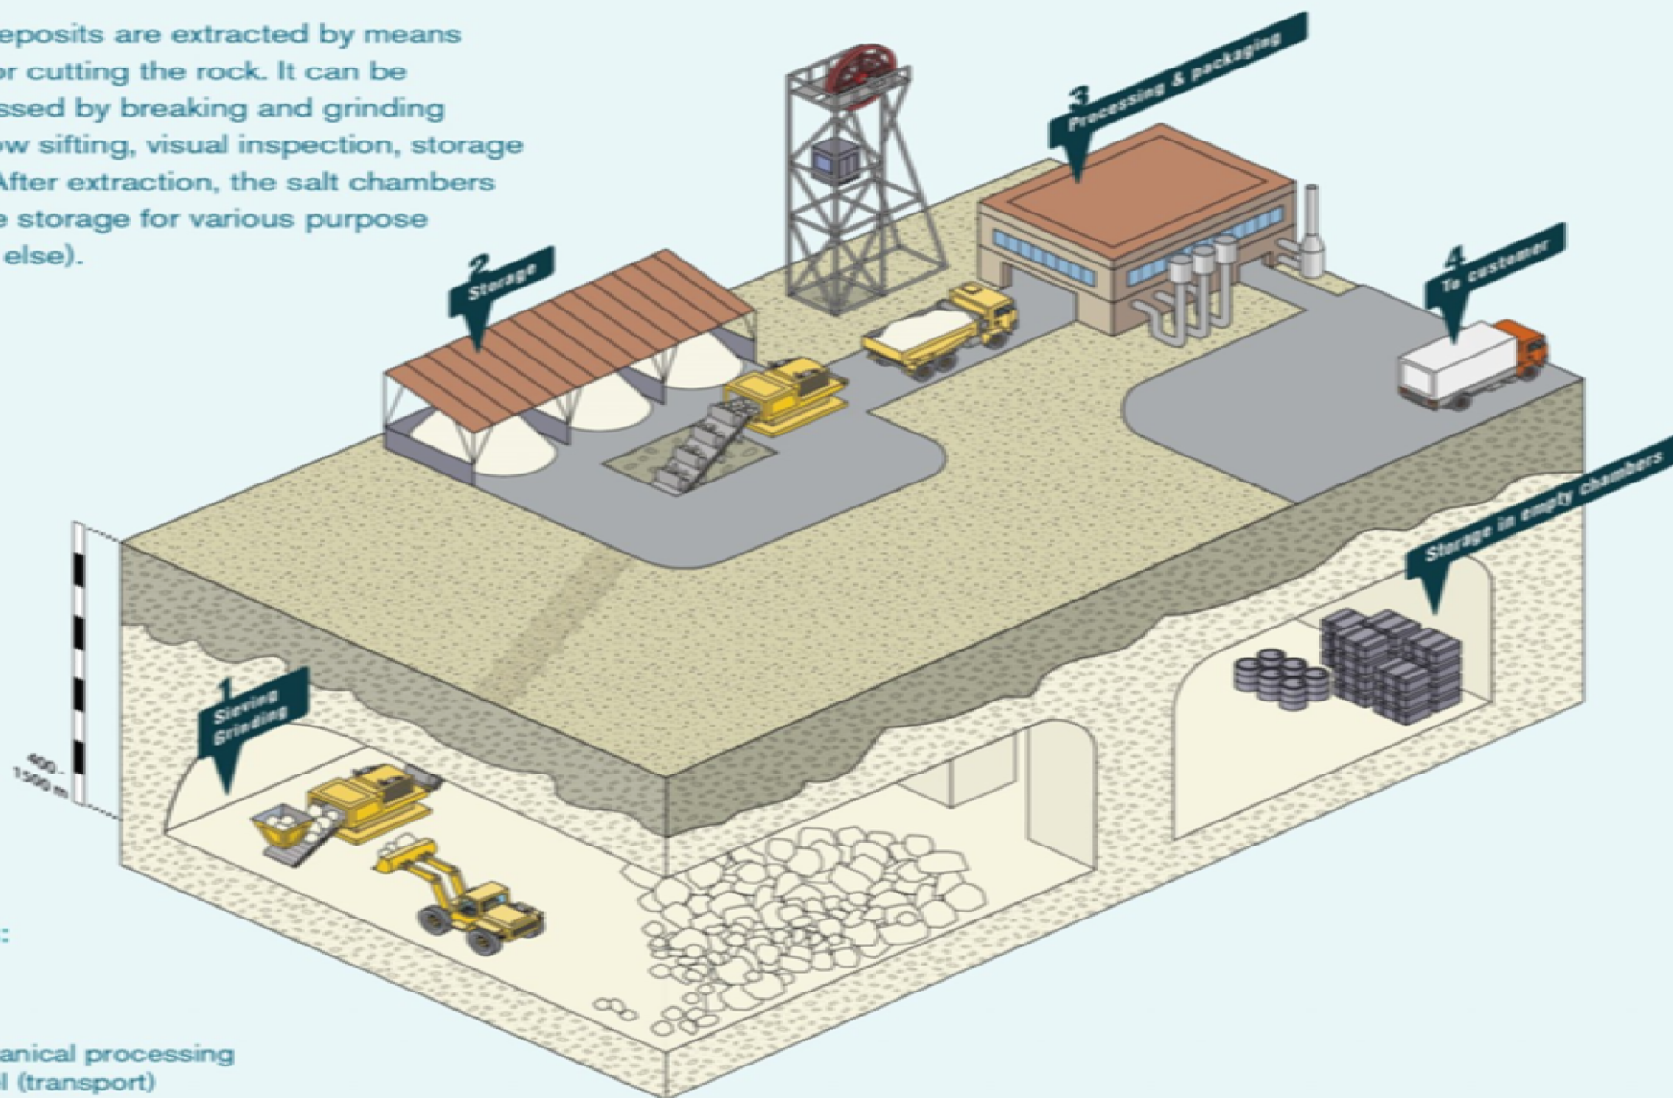 eposits are extracted by means
or cutting the rock. It can be
ssed by breaking and grinding
ow sifting, visual inspection, storage
After extraction, the salt chambers
e storage for various purpose
else).
3
Processing & packaging
2
Storage
4
To customer
Storage in empty chambers
1
Sieving
Grinding
400-
1500 m
:
anical processing
l (transport)